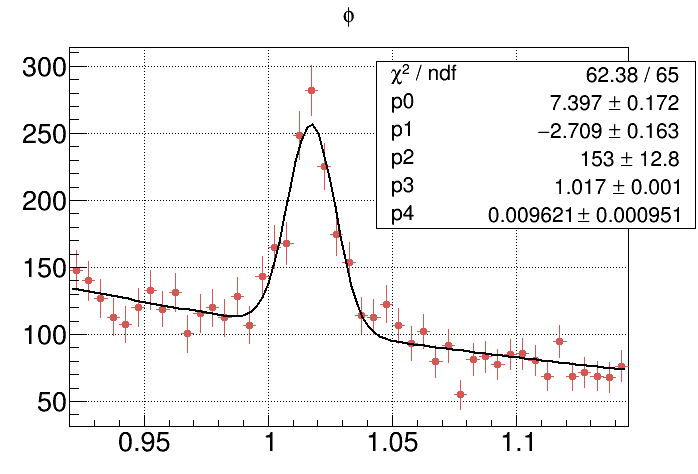 ϕ
χ² / ndf 62.38 / 65
p0 7.397 ± 0.172
p1 −2.709 ± 0.163
p2 153 ± 12.8
p3 1.017 ± 0.001
p4 0.009621 ± 0.000951
300
250
200
150
100
50
0.95 1 1.05 1.1